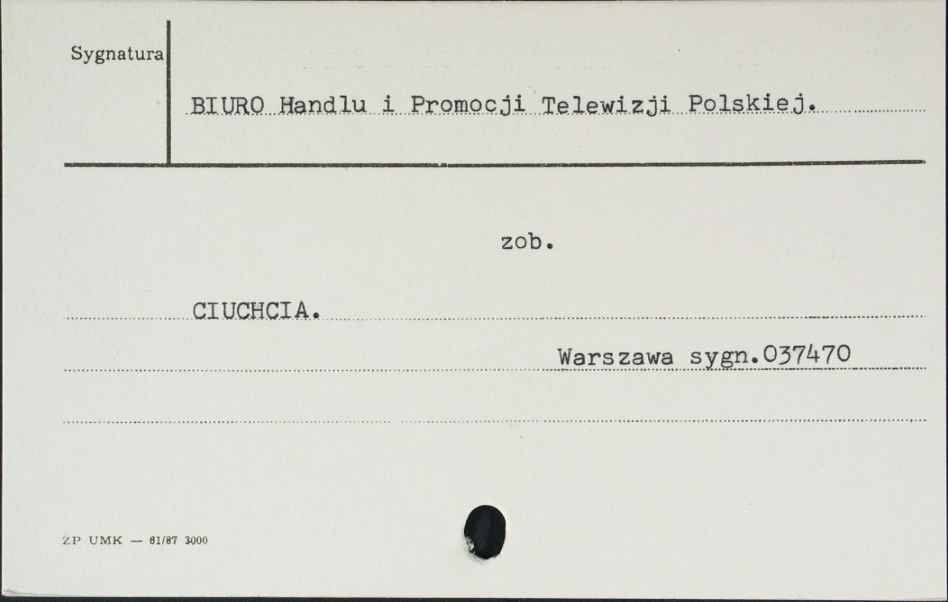 Sygnatura
BIURO Handlu i Promocji Telewizji Polskiej.
zob.
CIUCHCIA.
Warszawa sygn.037470
ZP UMK — 81/87 3000